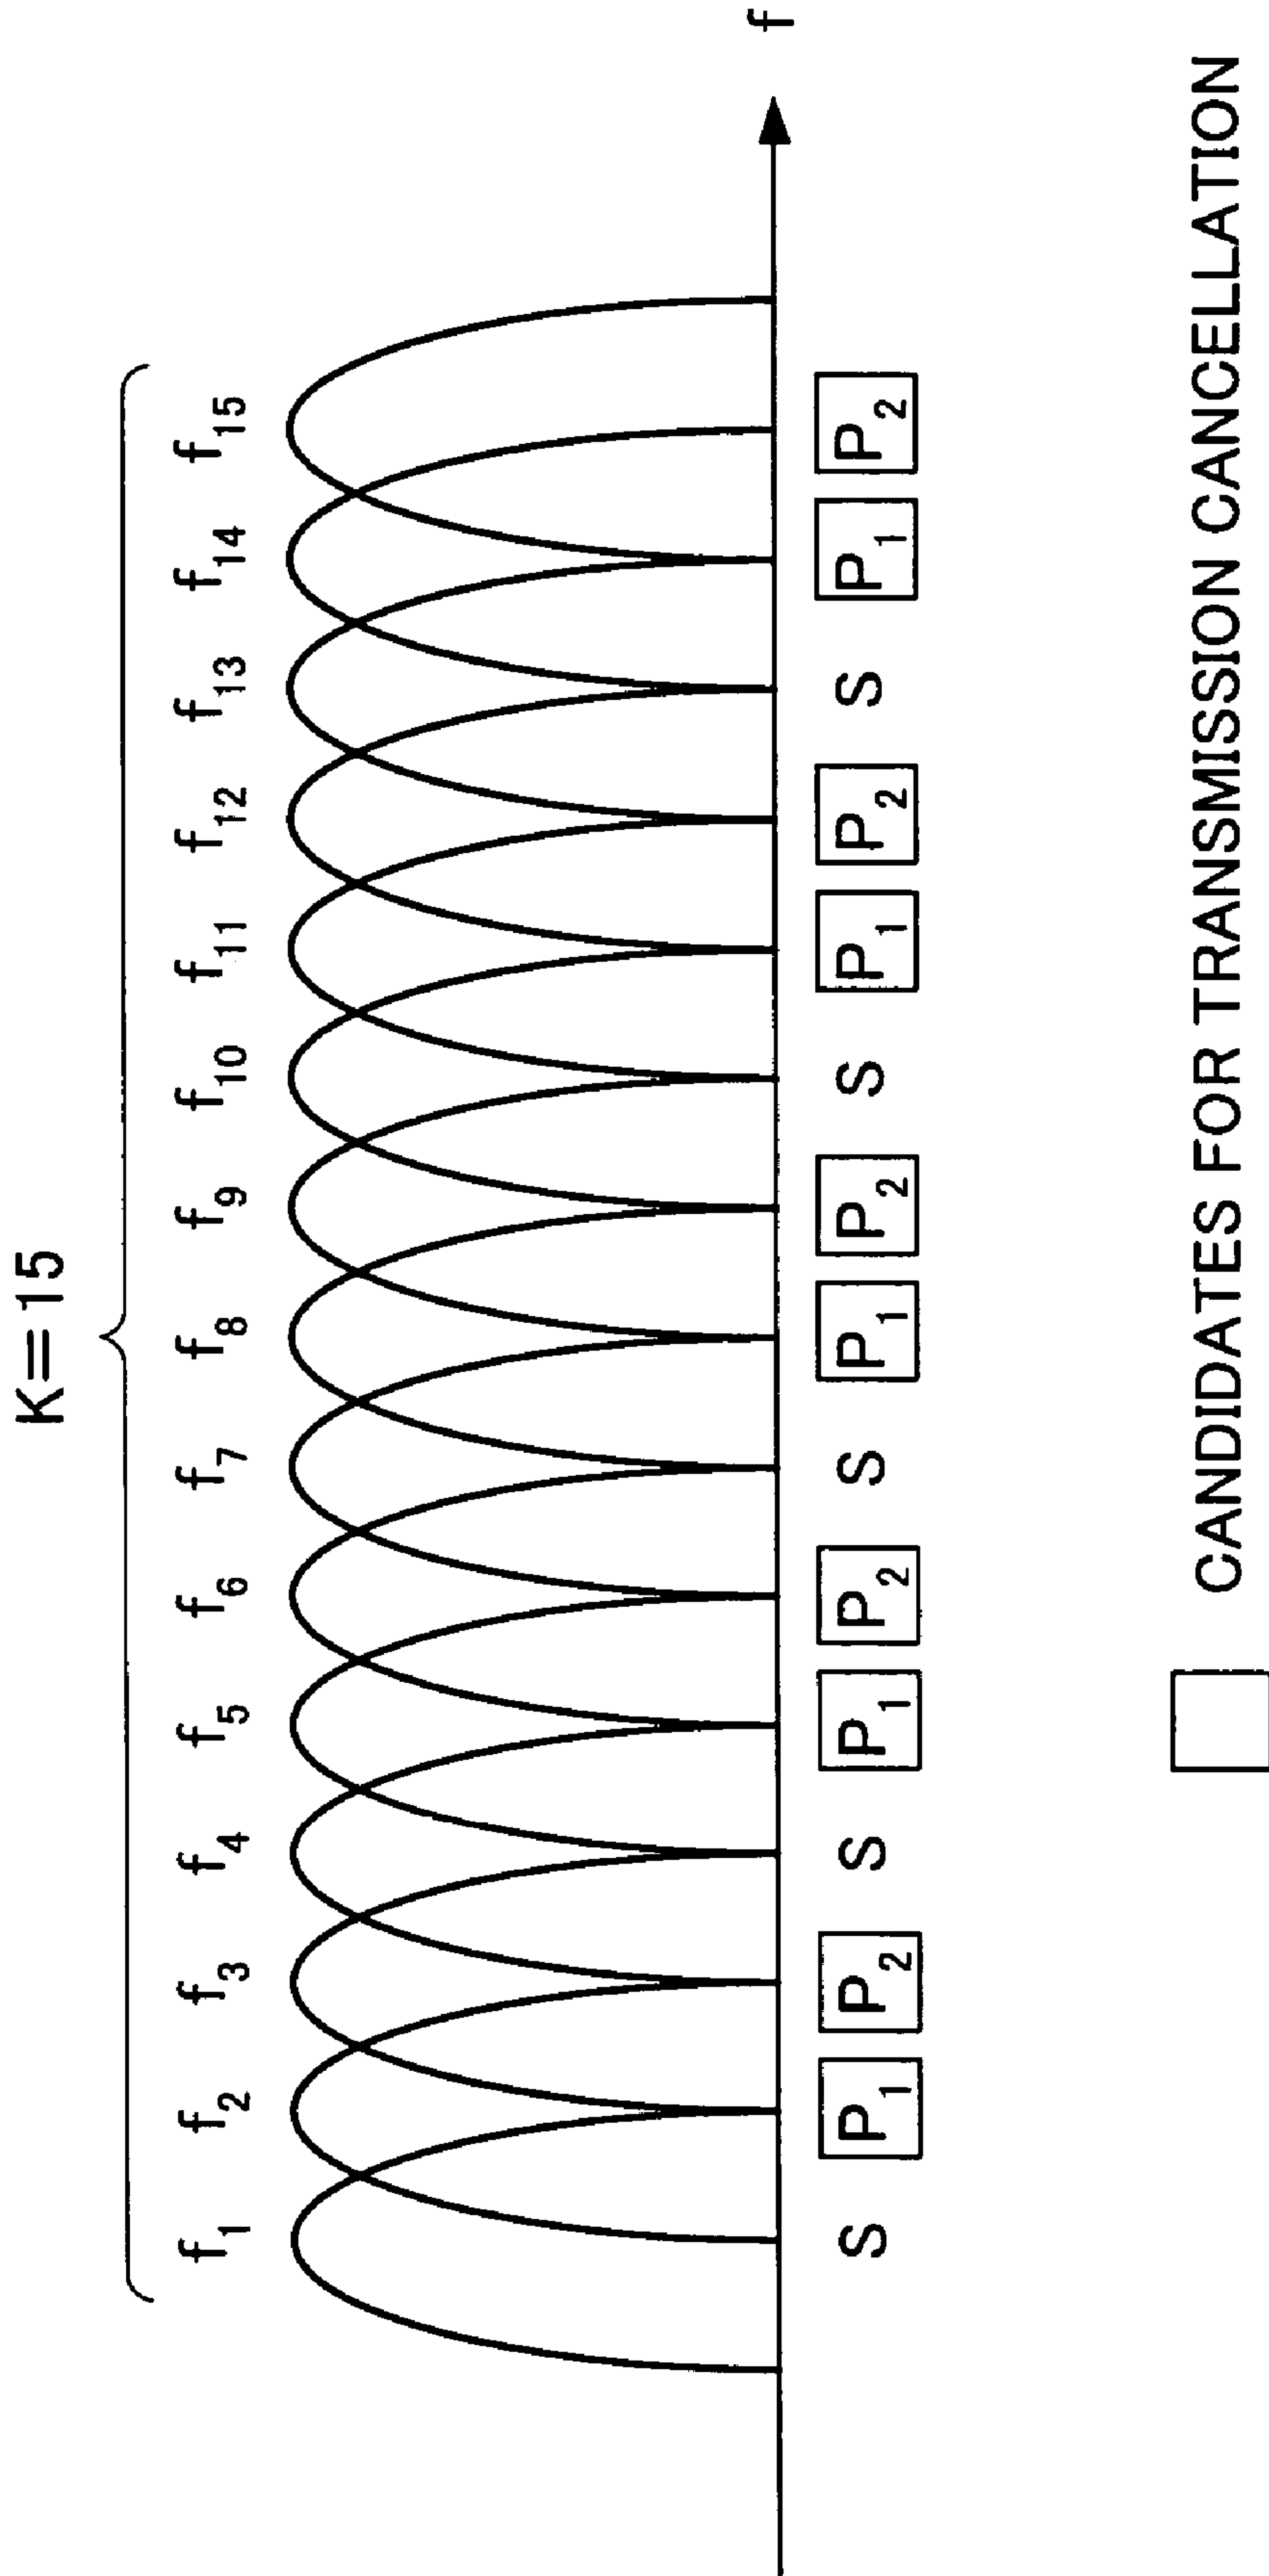 K=15
f1 f2 f3 f4 f5 f6 f7 f8 f9 f10 f11 f12 f13 f14 f15
f
S P1 P2 S P1 P2 S P1 P2 S P1 P2 S P1 P2
CANDIDATES FOR TRANSMISSION CANCELLATION